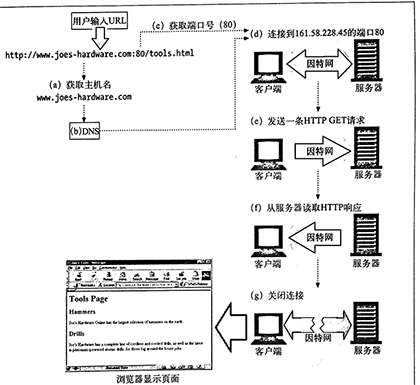 用户输入URL
(c) 获取端口号 (80)
http://www.joes-hardware.com:80/tools.html
(a) 获取主机名
www.joes-hardware.com
(b)DNS
(d) 连接到161.58.228.45的端口80
因特网
客户端
服务器
(e) 发送一条HTTP GET请求
因特网
客户端
服务器
(f) 从服务器读取HTTP响应
因特网
客户端
服务器
(g) 关闭连接
因特网
客户端
服务器
Tools Page
Hammers
Joe's Hardware Online has the largest selection of hammers on the earth.
Drills
Joe's Hardware has a complete line of cordless and corded drills, as well as the latest
in plutonium-powered atomic drills, for those big around the house jobs.
浏览器显示页面